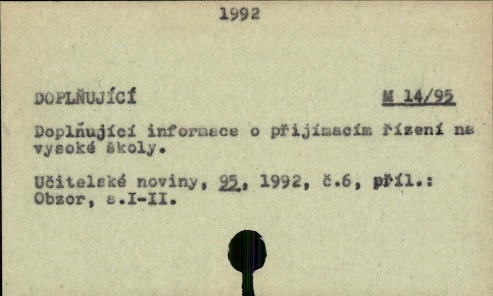 1992
DOPLŇUJÍCÍ M 14/95
Doplňující informace o přijímacím řízení na
vysoké školy.
Učitelské noviny, 95, 1992, č.6, příl.:
Obzor, s.I-II.